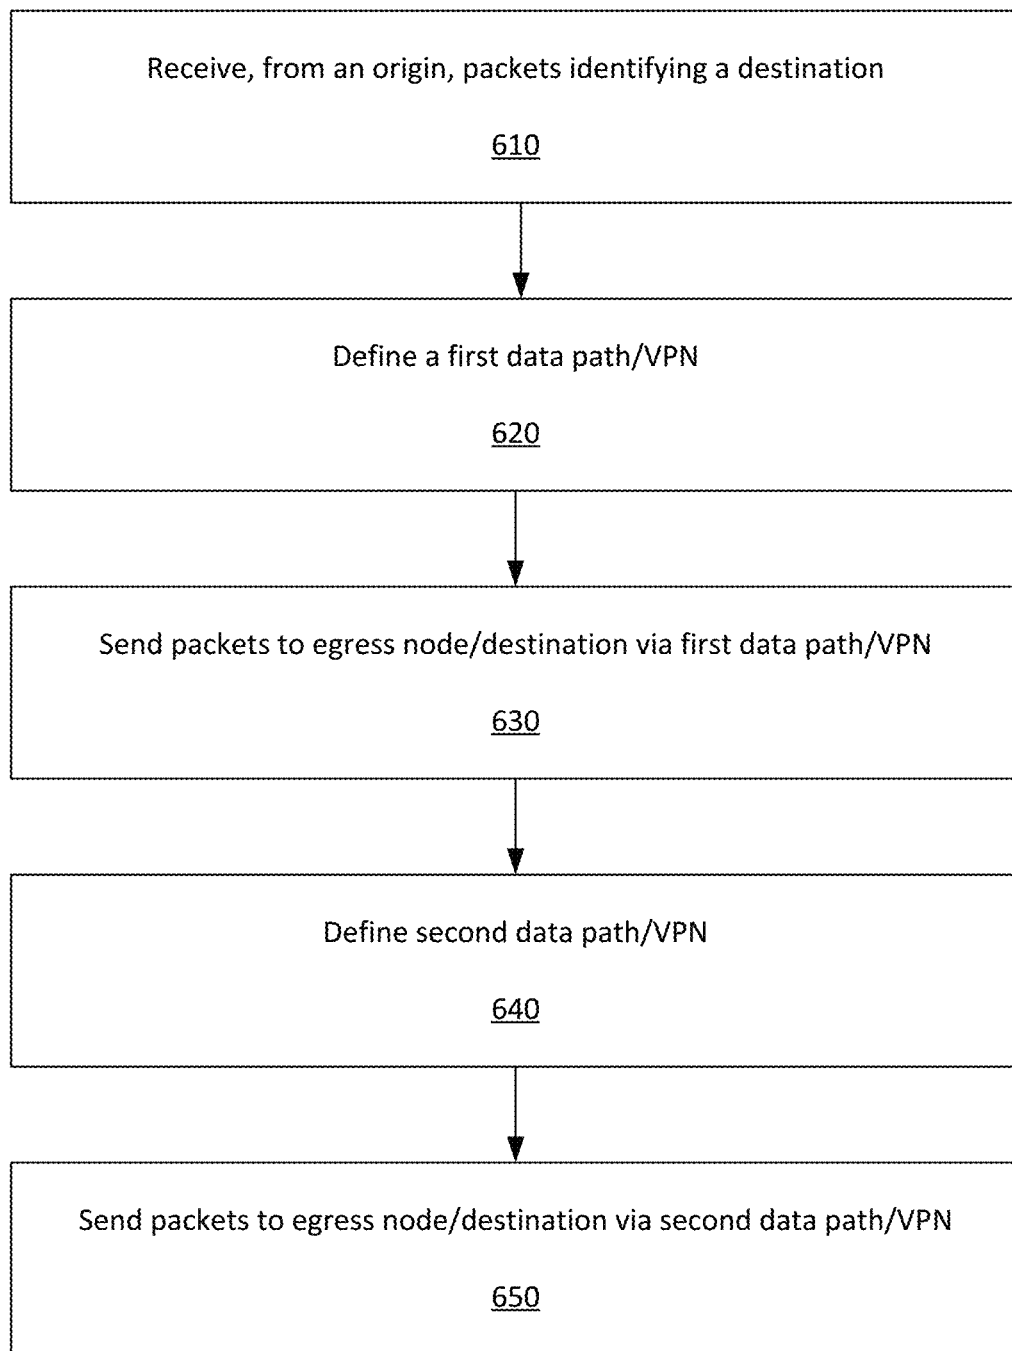 Receive, from an origin, packets identifying a destination
610
Define a first data path/VPN
620
Send packets to egress node/destination via first data path/VPN
630
Define second data path/VPN
640
Send packets to egress node/destination via second data path/VPN
650